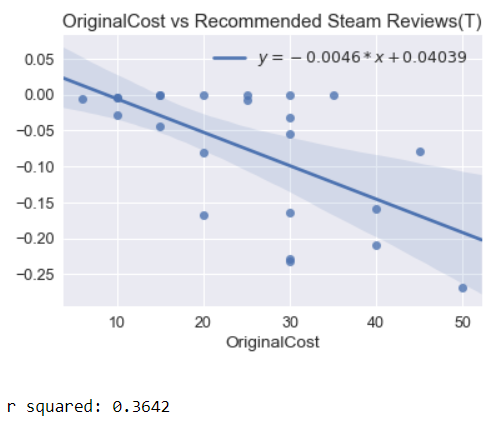 OriginalCost vs Recommended Steam Reviews(T)
y = − 0.0046 * x + 0.04039
0.05
0.00
−0.05
−0.10
−0.15
−0.20
−0.25
10 20 30 40 50
OriginalCost
r squared: 0.3642